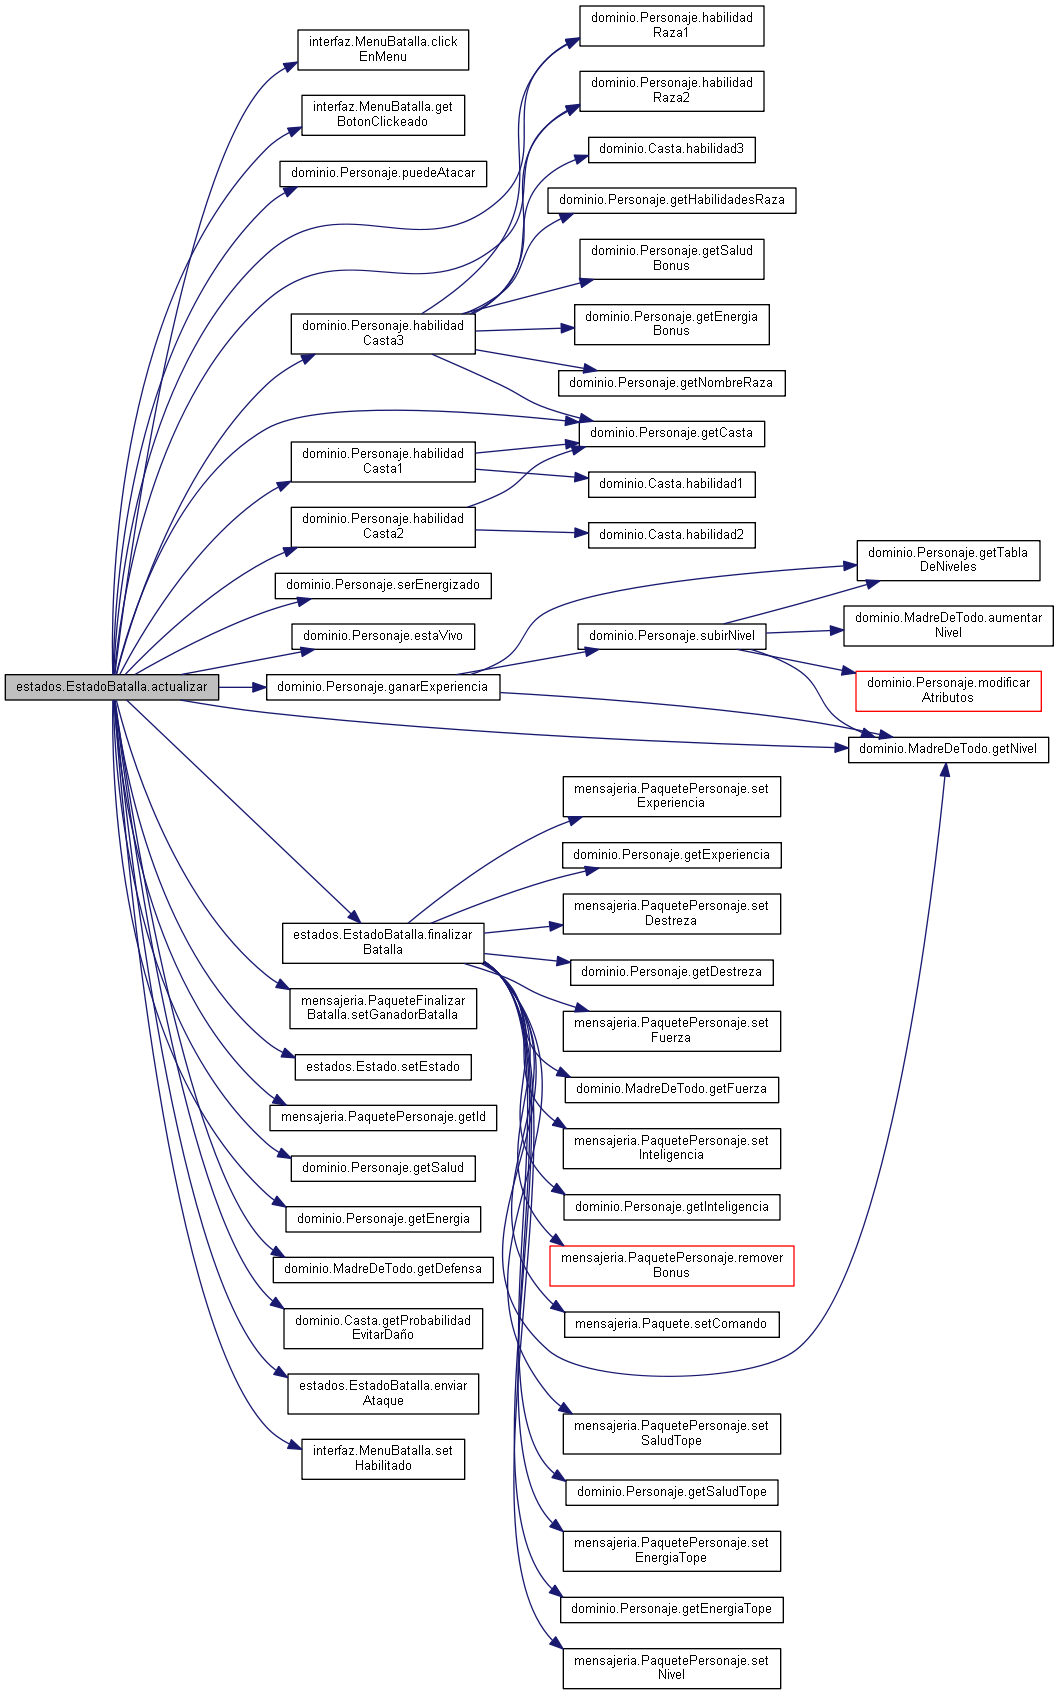 estados.EstadoBatalla.actualizar
interfaz.MenuBatalla.click
EnMenu
interfaz.MenuBatalla.get
BotonClickeado
dominio.Personaje.puedeAtacar
dominio.Personaje.habilidad
Casta3
dominio.Personaje.habilidad
Casta1
dominio.Personaje.habilidad
Casta2
dominio.Personaje.serEnergizado
dominio.Personaje.estaVivo
dominio.Personaje.ganarExperiencia
estados.EstadoBatalla.finalizar
Batalla
mensajeria.PaqueteFinalizar
Batalla.setGanadorBatalla
estados.Estado.setEstado
mensajeria.PaquetePersonaje.getId
dominio.Personaje.getSalud
dominio.Personaje.getEnergia
dominio.MadreDeTodo.getDefensa
dominio.Casta.getProbabilidad
EvitarDaño
estados.EstadoBatalla.enviar
Ataque
interfaz.MenuBatalla.set
Habilitado
dominio.Personaje.habilidad
Raza1
dominio.Personaje.habilidad
Raza2
dominio.Casta.habilidad3
dominio.Personaje.getHabilidadesRaza
dominio.Personaje.getSalud
Bonus
dominio.Personaje.getEnergia
Bonus
dominio.Personaje.getNombreRaza
dominio.Personaje.getCasta
dominio.Casta.habilidad1
dominio.Casta.habilidad2
dominio.Personaje.subirNivel
mensajeria.PaquetePersonaje.set
Experiencia
dominio.Personaje.getExperiencia
mensajeria.PaquetePersonaje.set
Destreza
dominio.Personaje.getDestreza
mensajeria.PaquetePersonaje.set
Fuerza
dominio.MadreDeTodo.getFuerza
mensajeria.PaquetePersonaje.set
Inteligencia
dominio.Personaje.getInteligencia
mensajeria.PaquetePersonaje.remover
Bonus
mensajeria.Paquete.setComando
mensajeria.PaquetePersonaje.set
SaludTope
dominio.Personaje.getSaludTope
mensajeria.PaquetePersonaje.set
EnergiaTope
dominio.Personaje.getEnergiaTope
mensajeria.PaquetePersonaje.set
Nivel
dominio.Personaje.getTabla
DeNiveles
dominio.MadreDeTodo.aumentar
Nivel
dominio.Personaje.modificar
Atributos
dominio.MadreDeTodo.getNivel